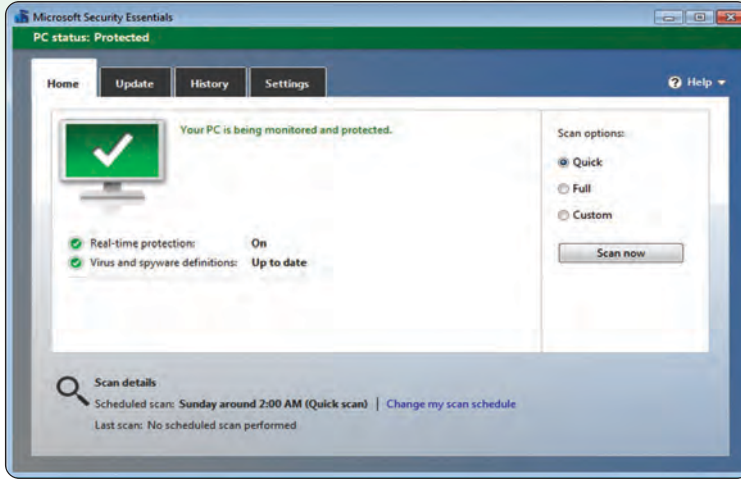 Microsoft Security Essentials
PC status: Protected
Home Update History Settings Help
Your PC is being monitored and protected.
Scan options:
Quick
Full
Custom
Real-time protection: On
Virus and spyware definitions: Up to date
Scan now
Scan details
Scheduled scan: Sunday around 2:00 AM (Quick scan) | Change my scan schedule
Last scan: No scheduled scan performed